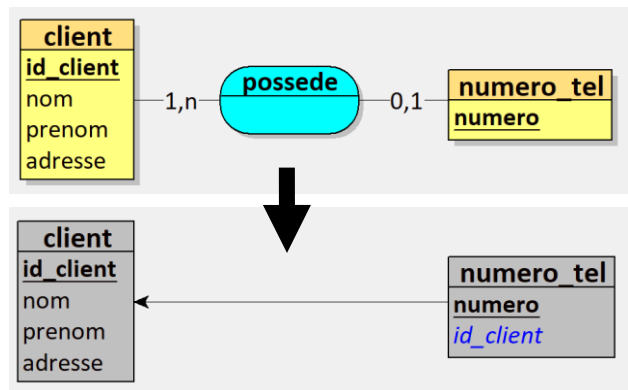 client
id_client
nom
prenom
adresse
1,n
possede
0,1
numero_tel
numero
client
id_client
nom
prenom
adresse
numero_tel
numero
id_client